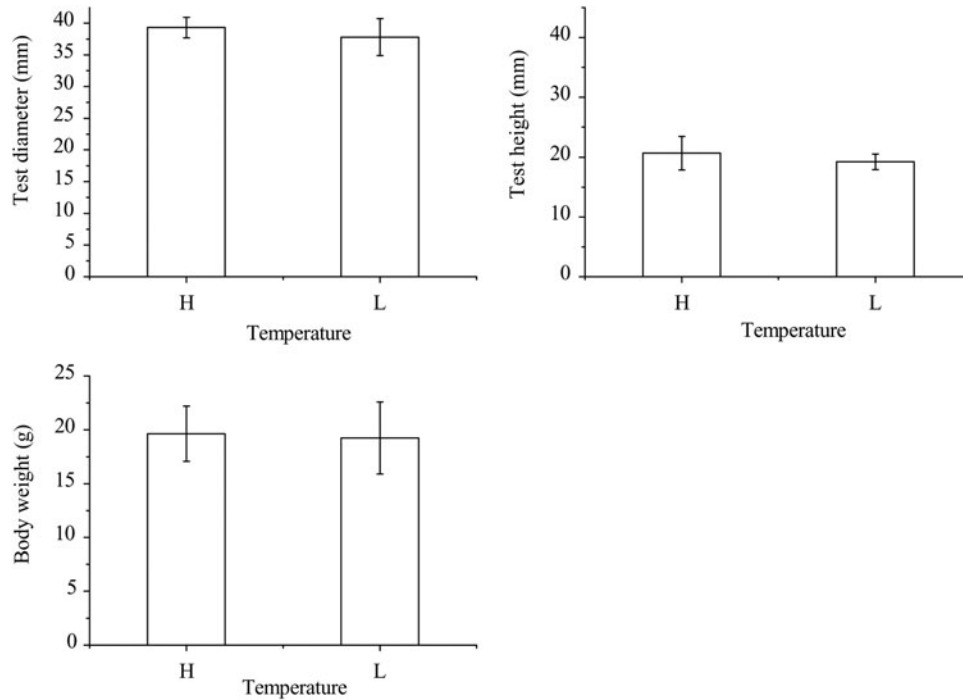 Test diameter (mm)
40
35
30
25
20
15
10
5
0
H
L
Temperature
Test height (mm)
40
30
20
10
0
H
L
Temperature
Body weight (g)
25
20
15
10
5
0
H
L
Temperature